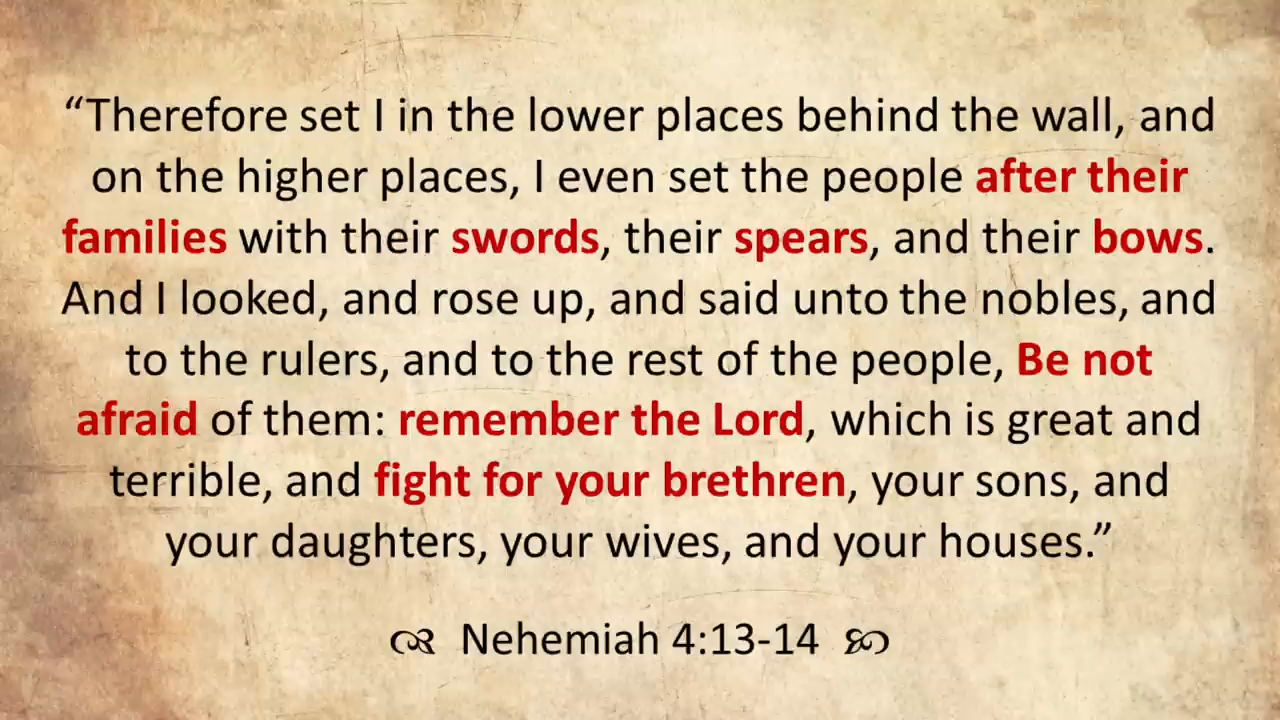 “Therefore set I in the lower places behind the wall, and
on the higher places, I even set the people after their
families with their swords, their spears, and their bows.
And I looked, and rose up, and said unto the nobles, and
to the rulers, and to the rest of the people, Be not
afraid of them: remember the Lord, which is great and
terrible, and fight for your brethren, your sons, and
your daughters, your wives, and your houses.”
Nehemiah 4:13-14